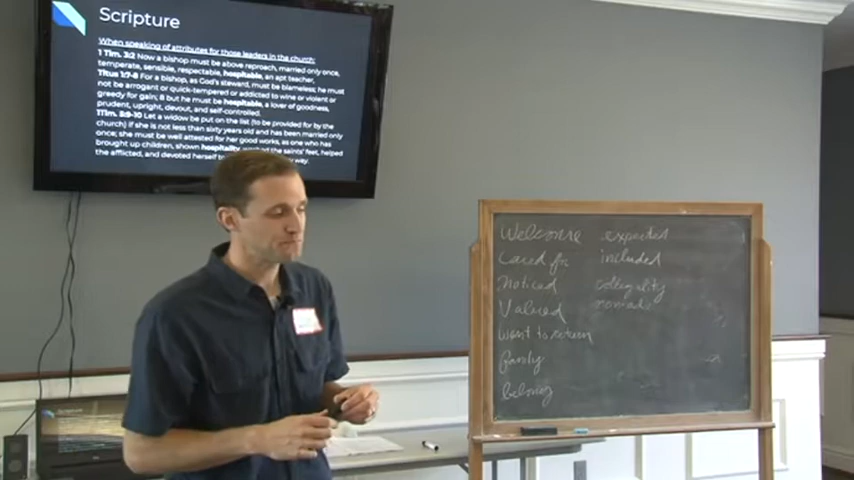 Scripture
When speaking of attributes for those leaders in the church:
1 Tim. 3:2 Now a bishop must be above reproach, married only once,
temperate, sensible, respectable, hospitable, an apt teacher,
Titus 1:7-8 For a bishop, as God's steward, must be blameless; he must
not be arrogant or quick-tempered or addicted to wine or violent or
greedy for gain; 8 but he must be hospitable, a lover of goodness,
prudent, upright, devout, and self-controlled.
1Tim. 5:9-10 Let a widow be put on the list (to be provided for by the
church) if she is not less than sixty years old and has been married only
once; she must be well attested for her good works, as one who has
brought up children, shown hospitality, the saints' feet, helped
the afflicted, and devoted herself way.
Welcome expected
Cared for included
Noticed collegiality
Valued nomads
Want to return
family
belong
Scripture